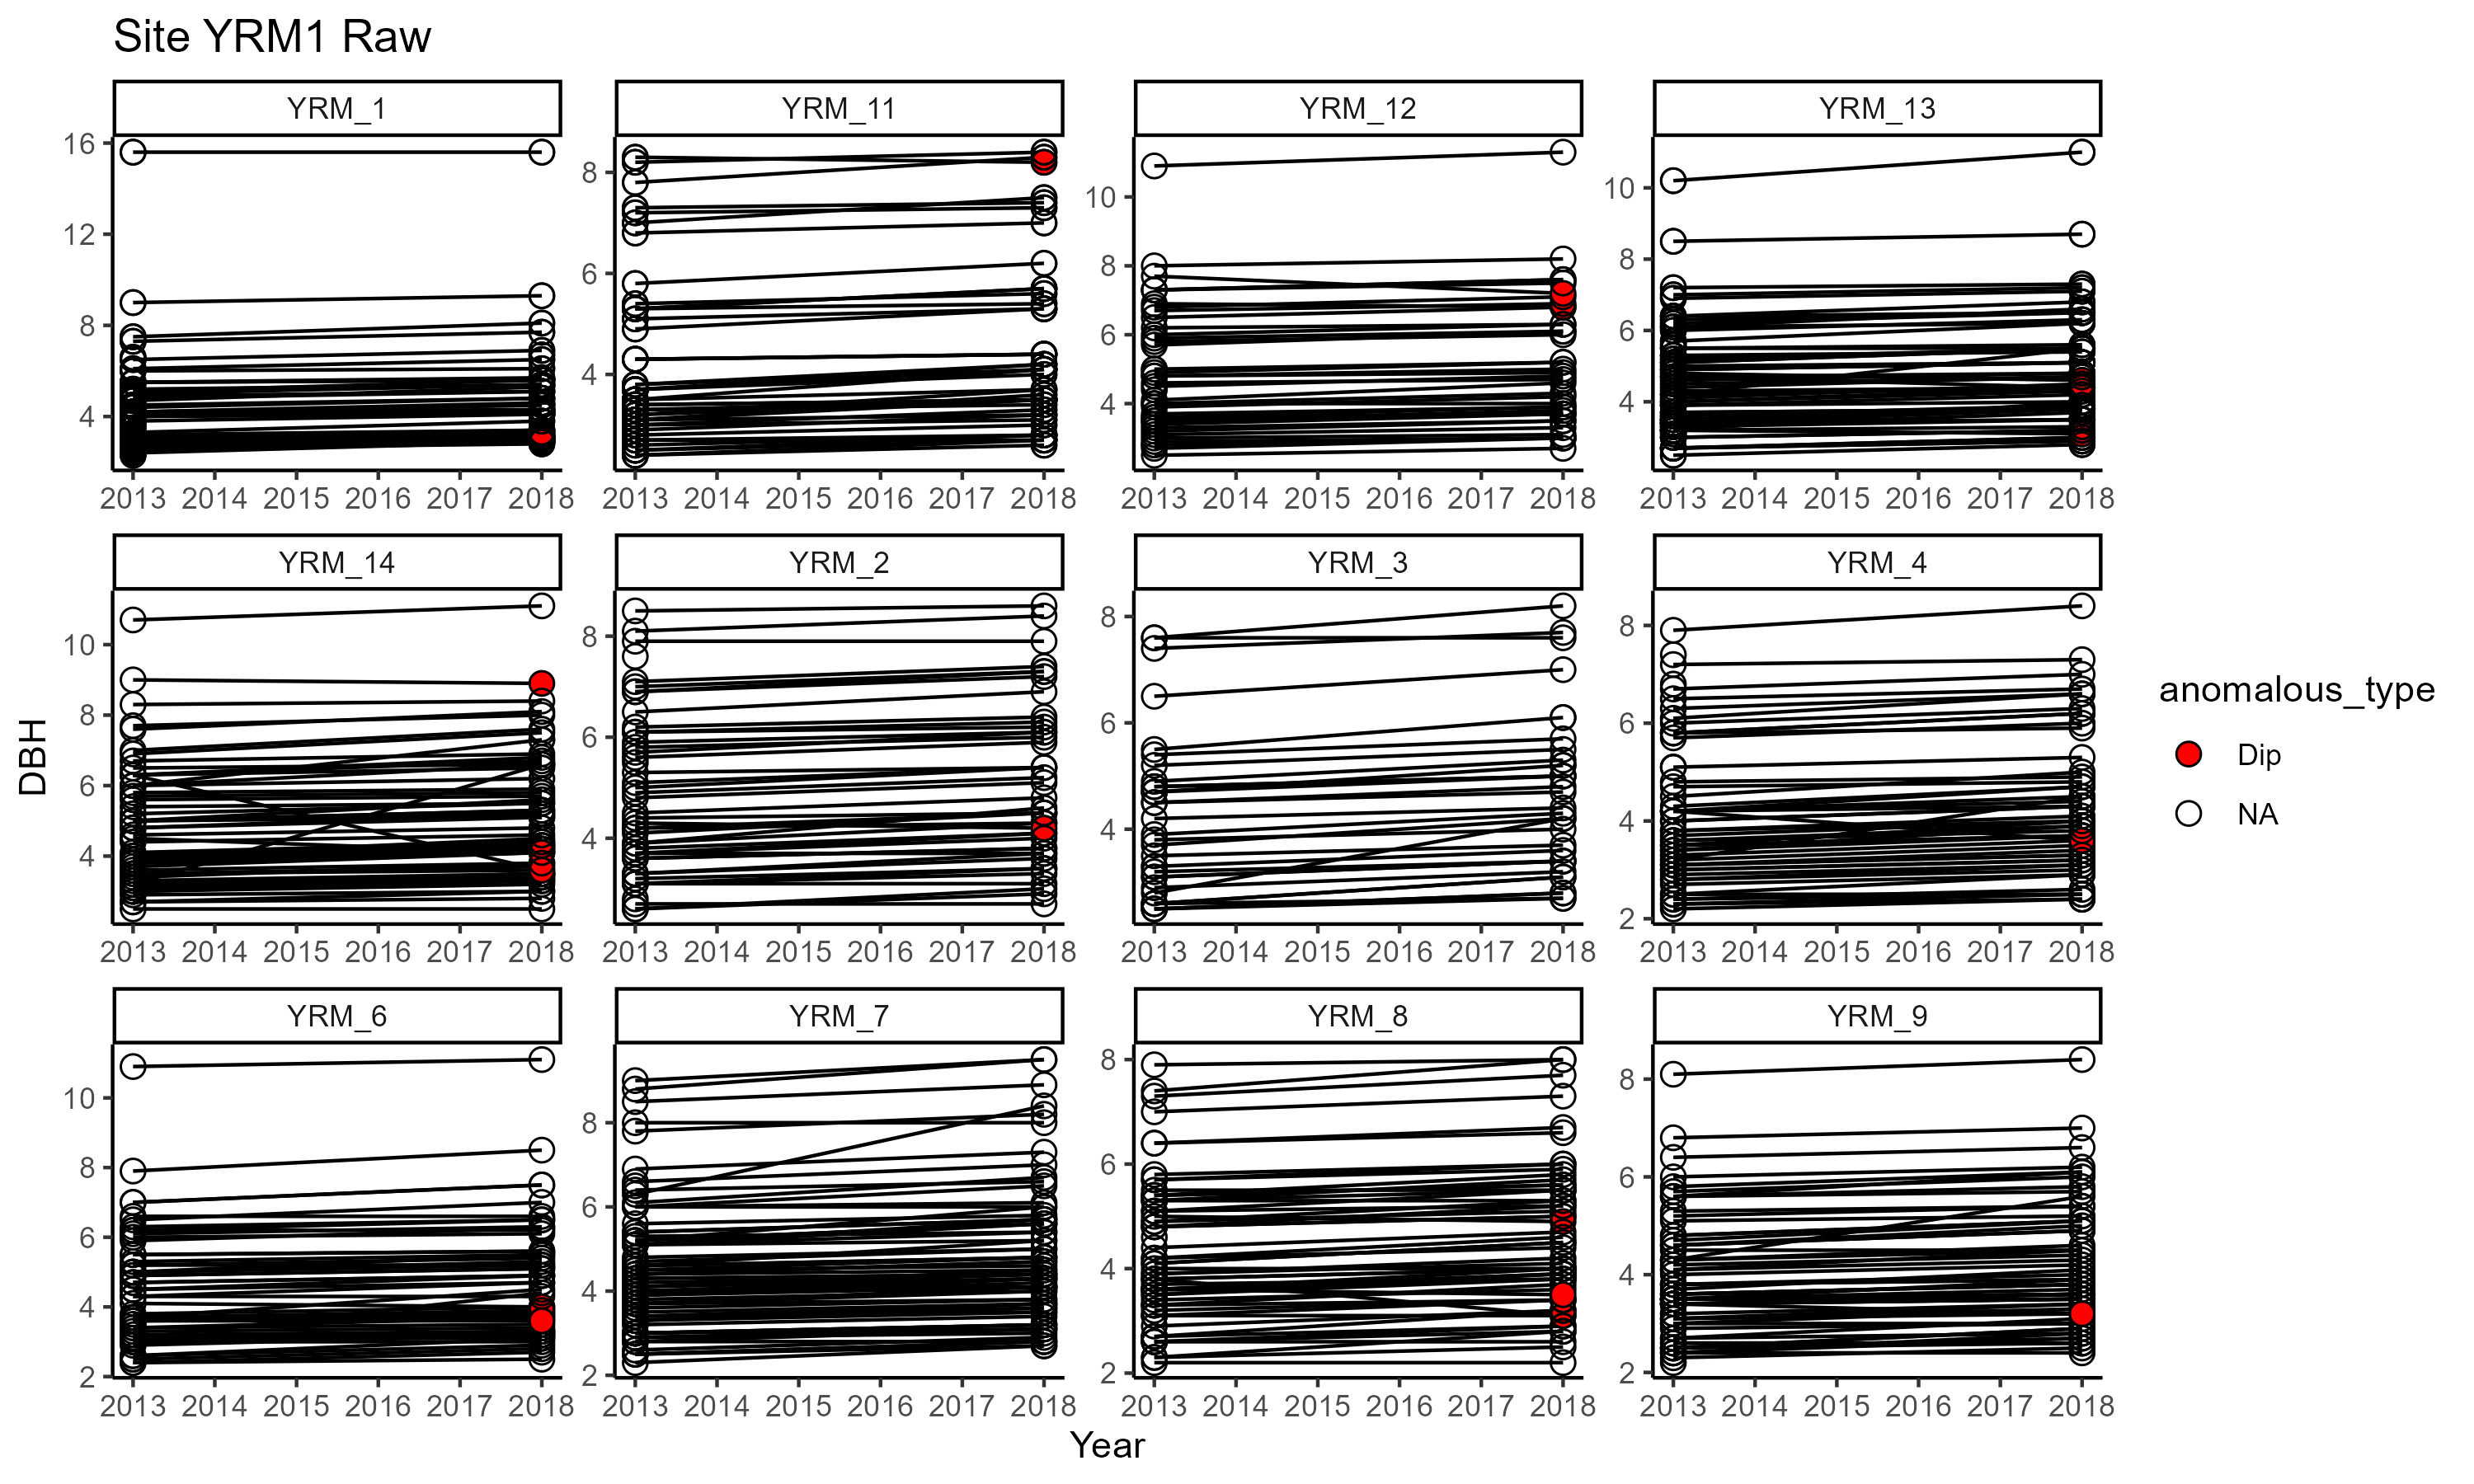 Site YRM1 Raw
YRM_1 YRM_11 YRM_12 YRM_13
16 12 8 4
8 6 4
10 8 6 4
10 8 6 4
2013 2014 2015 2016 2017 2018 2013 2014 2015 2016 2017 2018 2013 2014 2015 2016 2017 2018 2013 2014 2015 2016 2017 2018
YRM_14 YRM_2 YRM_3 YRM_4
10 8 6 4
8 6 4
8 6 4
8 6 4 2
2013 2014 2015 2016 2017 2018 2013 2014 2015 2016 2017 2018 2013 2014 2015 2016 2017 2018 2013 2014 2015 2016 2017 2018
YRM_6 YRM_7 YRM_8 YRM_9
10 8 6 4 2
8 6 4 2
8 6 4 2
8 6 4 2
2013 2014 2015 2016 2017 2018 2013 2014 2015 2016 2017 2018 2013 2014 2015 2016 2017 2018 2013 2014 2015 2016 2017 2018
DBH
Year
anomalous_type
Dip
NA